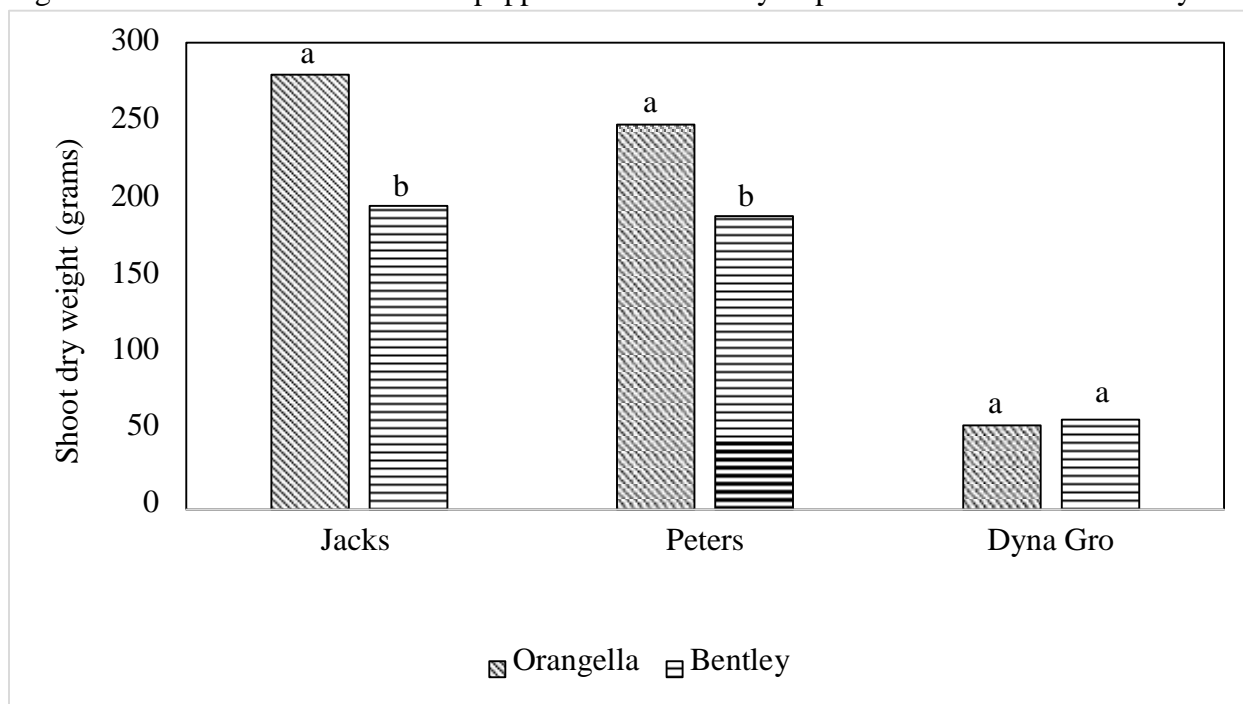 300
250
200
150
100
50
0
Shoot dry weight (grams)
a
b
a
b
a
a
Jacks Peters Dyna Gro
Orangella Bentley